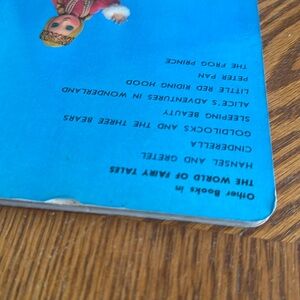 Other Books in
THE WORLD OF FAIRY TALES
HANSEL AND GRETEL
CINDERELLA
GOLDILOCKS AND THE THREE BEARS
SLEEPING BEAUTY
ALICE'S ADVENTURES IN WONDERLAND
LITTLE RED RIDING HOOD
PETER PAN
THE FROG PRINCE